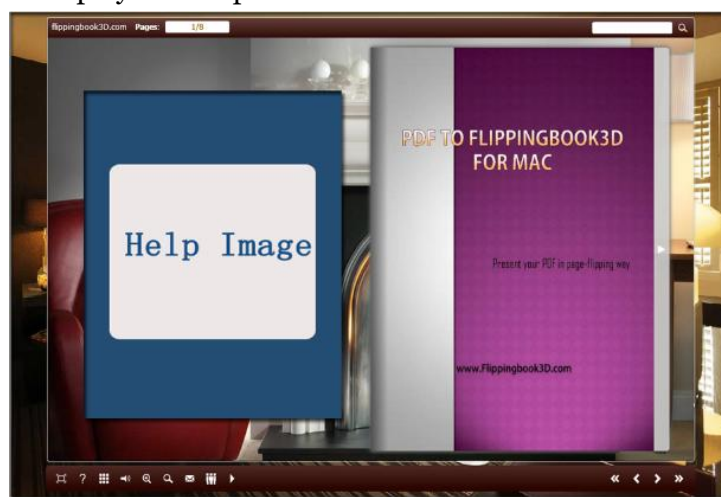 flippingbook3D.com Pages: 1/8
Help Image
PDF TO FLIPPINGBOOK3D
FOR MAC
Present your PDF in page-flipping way
www.Flippingbook3D.com